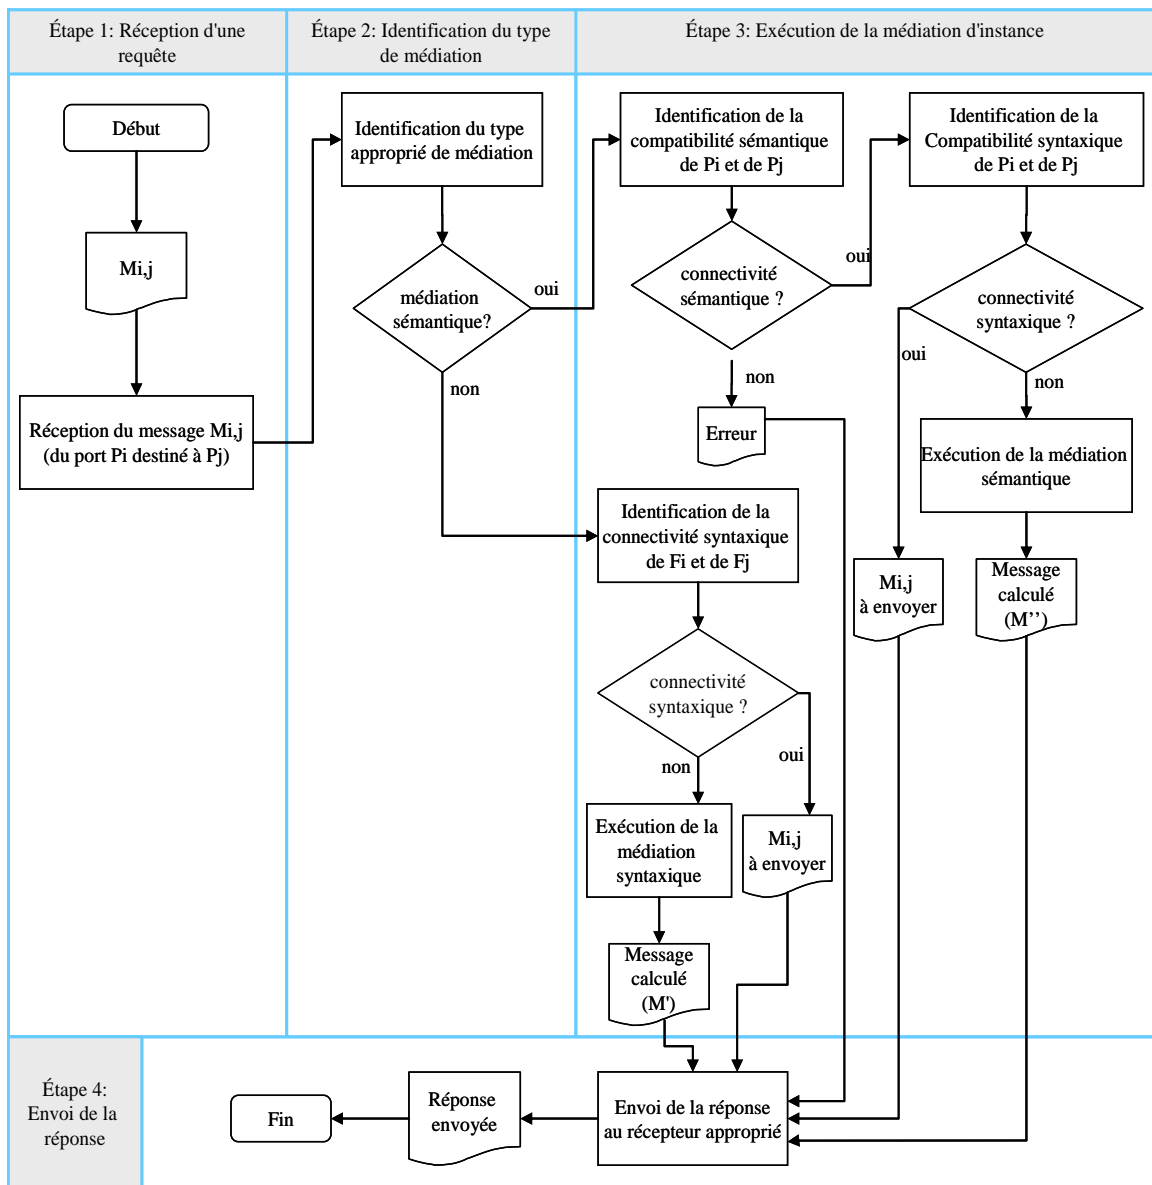 Étape 1: Réception d'une
requête
Étape 2: Identification du type
de médiation
Étape 3: Exécution de la médiation d'instance
Début
Mi,j
Réception du message Mi,j
(du port Pi destiné à Pj)
Identification du type
approprié de médiation
médiation
sémantique?
oui
non
Identification de la
compatibilité sémantique
de Pi et de Pj
connectivité
sémantique ?
oui
non
Erreur
Identification de la
Compatibilité syntaxique
de Pi et de Pj
connectivité
syntaxique ?
oui
non
Exécution de la médiation
sémantique
Mi,j
à envoyer
Message
calculé
(M’’)
Identification de la
connectivité syntaxique
de Fi et de Fj
connectivité
syntaxique ?
non
oui
Exécution de la
médiation
syntaxique
Mi,j
à envoyer
Message
calculé
(M')
Étape 4:
Envoi de la
réponse
Fin
Réponse
envoyée
Envoi de la réponse
au récepteur approprié